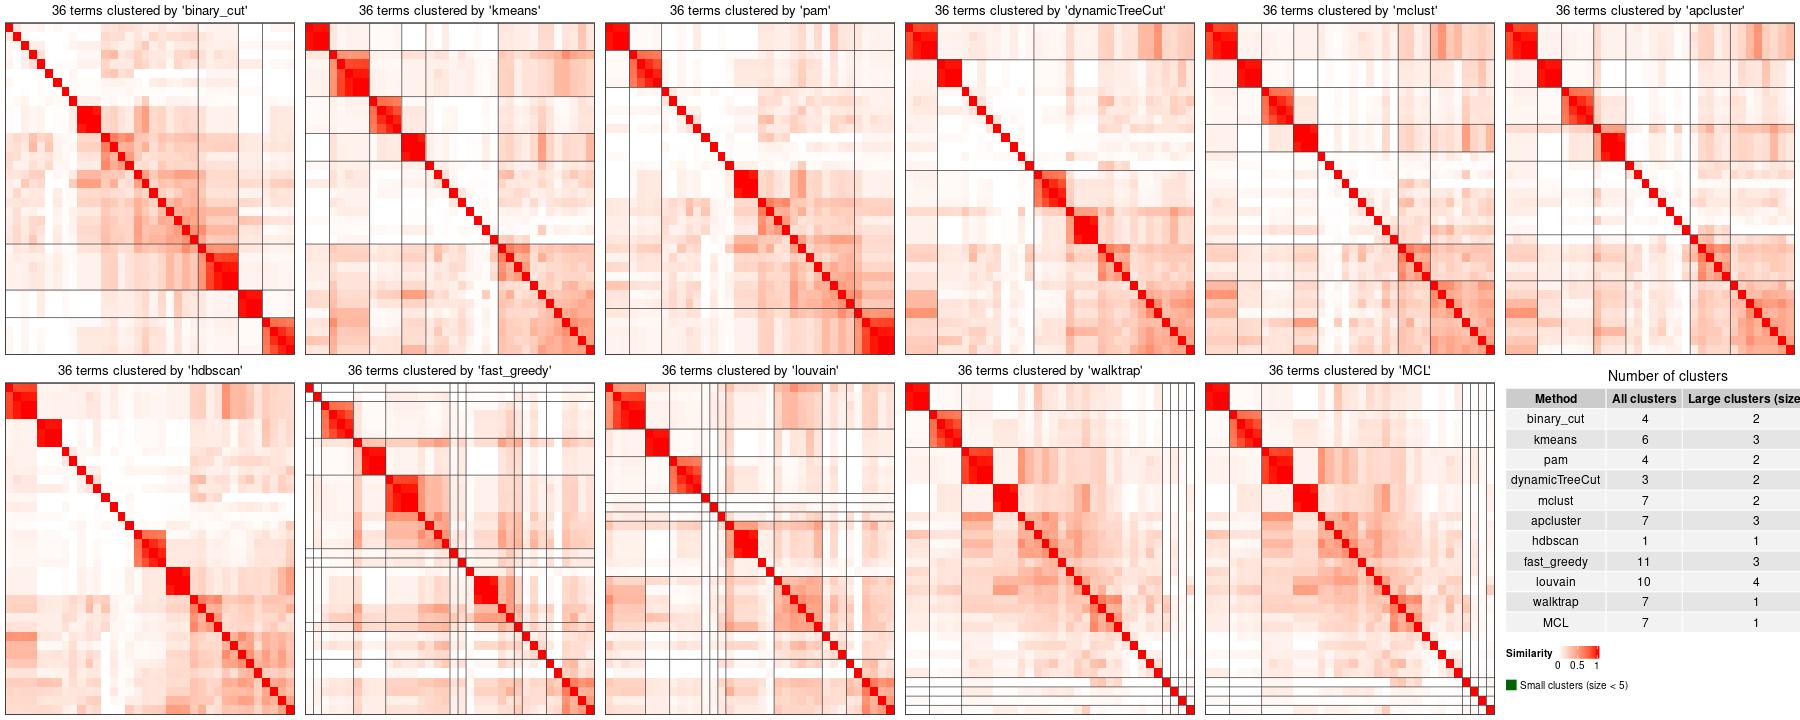 36 terms clustered by 'binary_cut'
36 terms clustered by 'kmeans'
36 terms clustered by 'pam'
36 terms clustered by 'dynamicTreeCut'
36 terms clustered by 'mclust'
36 terms clustered by 'apcluster'
36 terms clustered by 'hdbscan'
36 terms clustered by 'fast_greedy'
36 terms clustered by 'louvain'
36 terms clustered by 'walktrap'
36 terms clustered by 'MCL'
Number of clusters
Method All clusters Large clusters (size
binary_cut 4 2
kmeans 6 3
pam 4 2
dynamicTreeCut 3 2
mclust 7 2
apcluster 7 3
hdbscan 1 1
fast_greedy 11 3
louvain 10 4
walktrap 7 1
MCL 7 1
Similarity
0 0.5 1
Small clusters (size < 5)